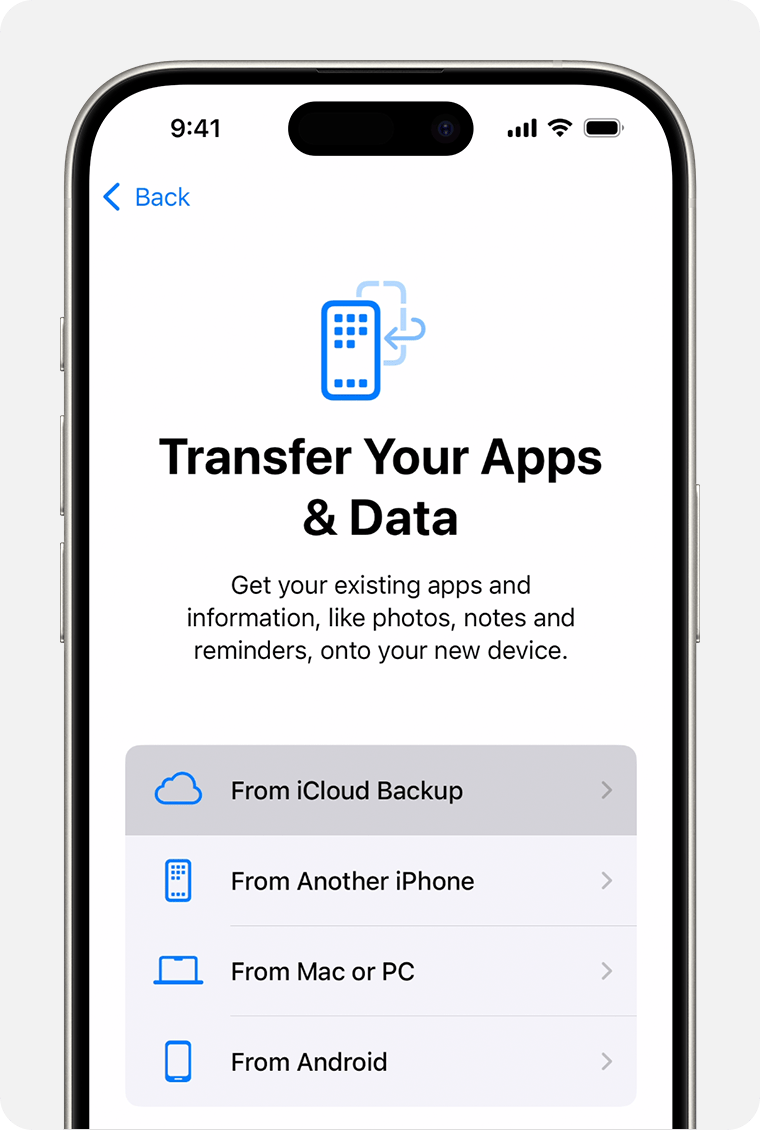 9:41
Back
Transfer Your Apps
& Data
Get your existing apps and
information, like photos, notes and
reminders, onto your new device.
From iCloud Backup
From Another iPhone
From Mac or PC
From Android